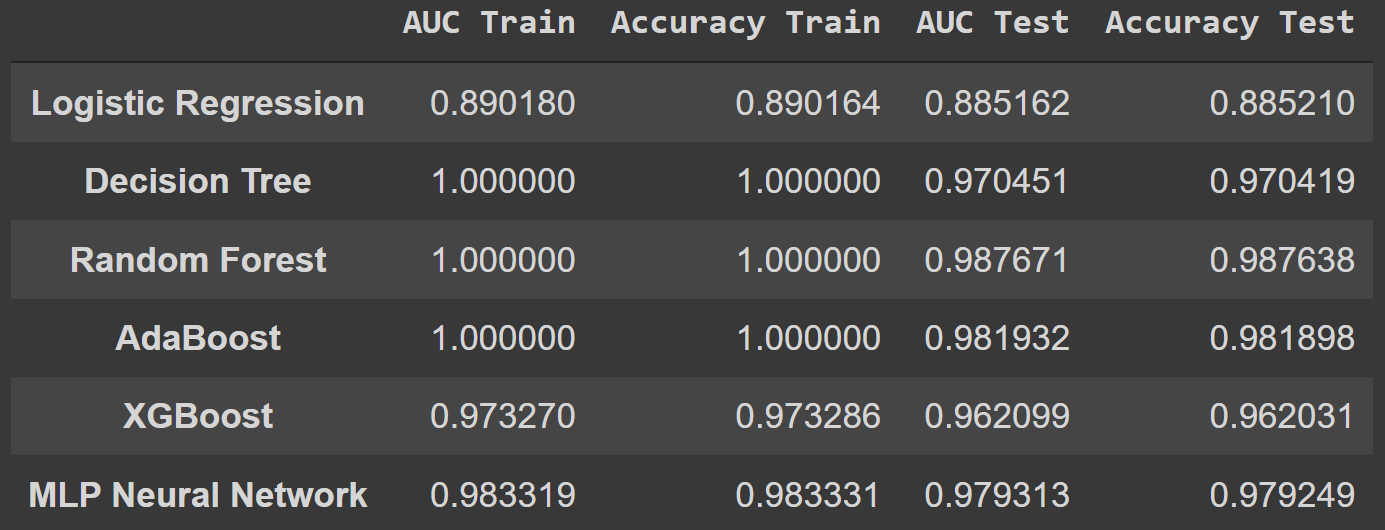 AUC Train Accuracy Train AUC Test Accuracy Test
Logistic Regression 0.890180 0.890164 0.885162 0.885210
Decision Tree 1.000000 1.000000 0.970451 0.970419
Random Forest 1.000000 1.000000 0.987671 0.987638
AdaBoost 1.000000 1.000000 0.981932 0.981898
XGBoost 0.973270 0.973286 0.962099 0.962031
MLP Neural Network 0.983319 0.983331 0.979313 0.979249